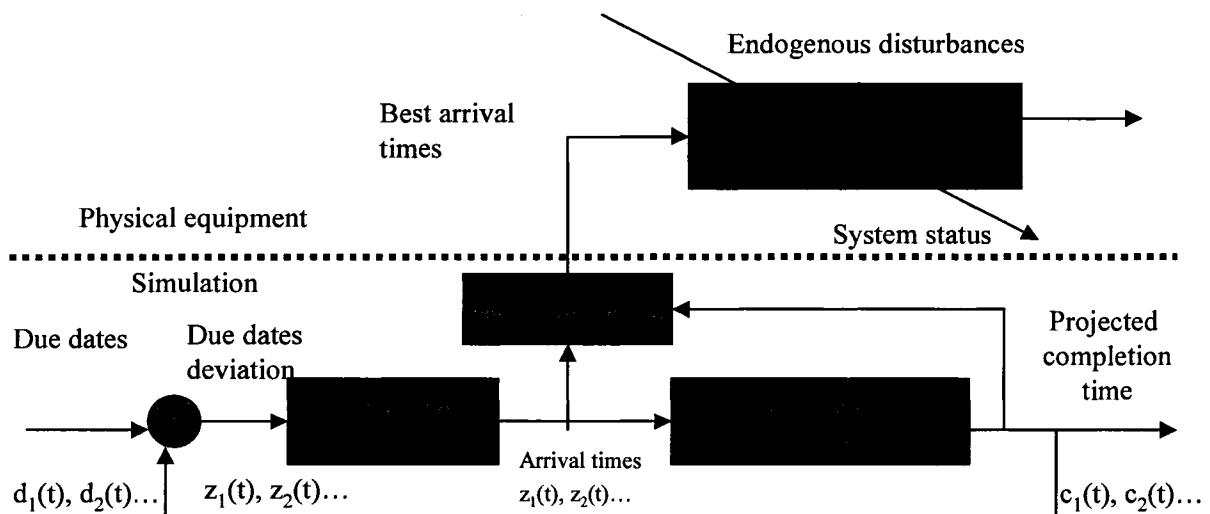 Endogenous disturbances
Best arrival
times
Physical equipment
System status
Simulation
Due dates
Due dates
deviation
Projected
completion
time
Arrival times
z₁(t), z₂(t)...
d₁(t), d₂(t)...
z₁(t), z₂(t)...
c₁(t), c₂(t)...